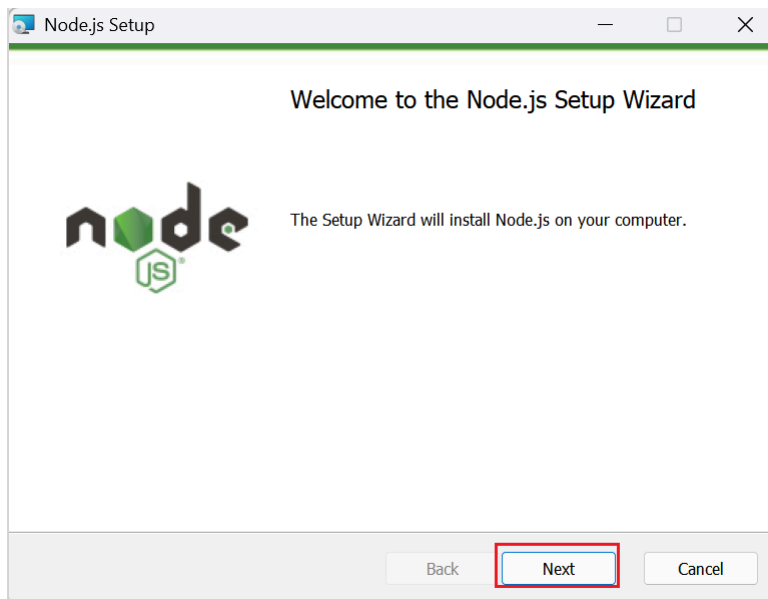 Node.js Setup
Welcome to the Node.js Setup Wizard
node
JS®
The Setup Wizard will install Node.js on your computer.
Back Next Cancel